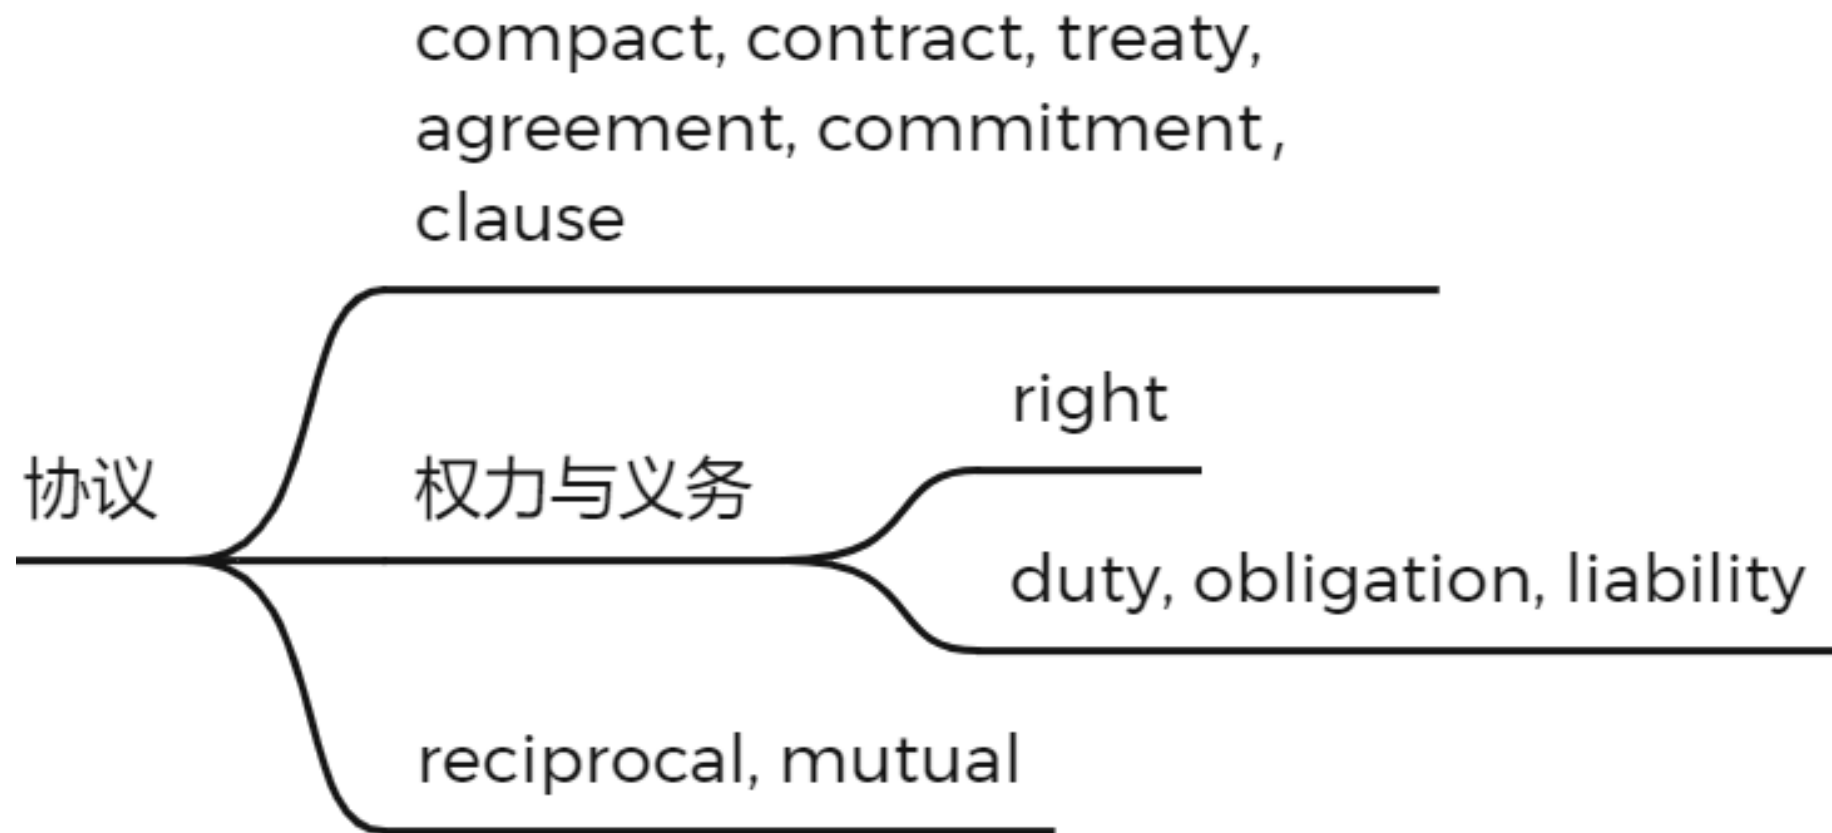 compact, contract, treaty,
agreement, commitment，
clause
right
协议
权力与义务
duty, obligation, liability
reciprocal, mutual